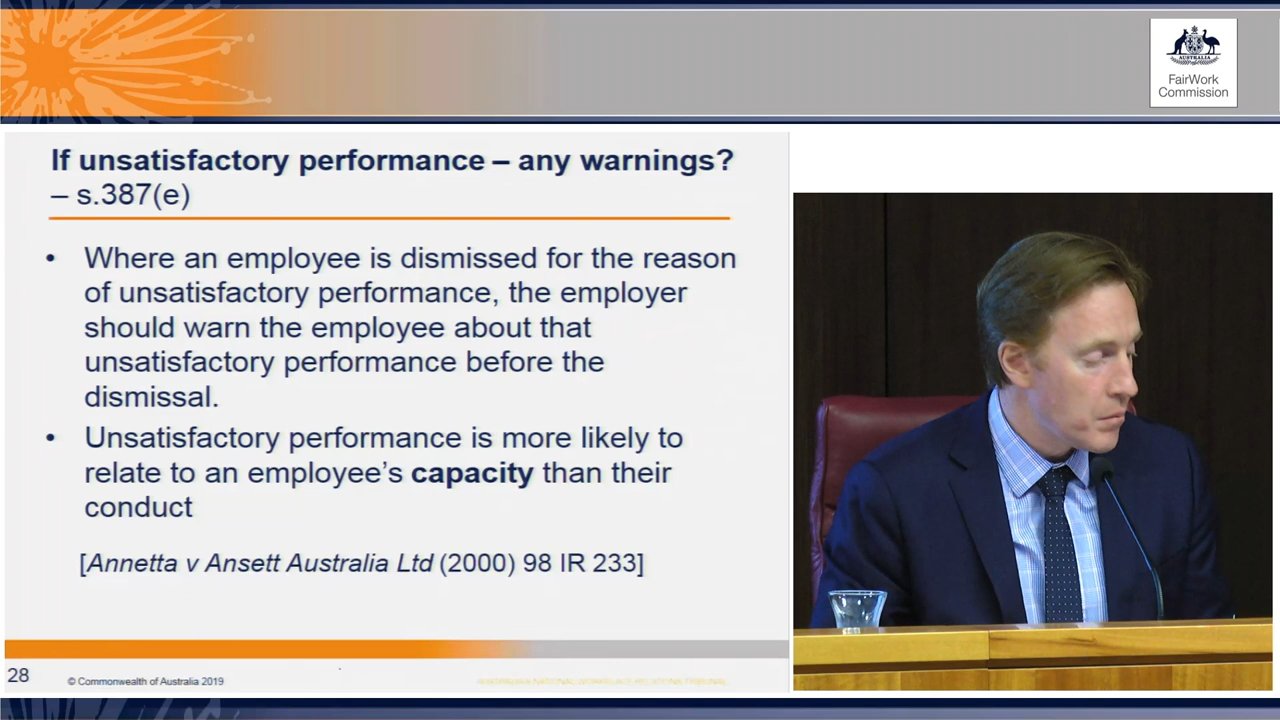 AUSTRALIA
FairWork
Commission
If unsatisfactory performance – any warnings?
– s.387(e)
• Where an employee is dismissed for the reason
of unsatisfactory performance, the employer
should warn the employee about that
unsatisfactory performance before the
dismissal.
• Unsatisfactory performance is more likely to
relate to an employee’s capacity than their
conduct
[Annetta v Ansett Australia Ltd (2000) 98 IR 233]
28
© Commonwealth of Australia 2019